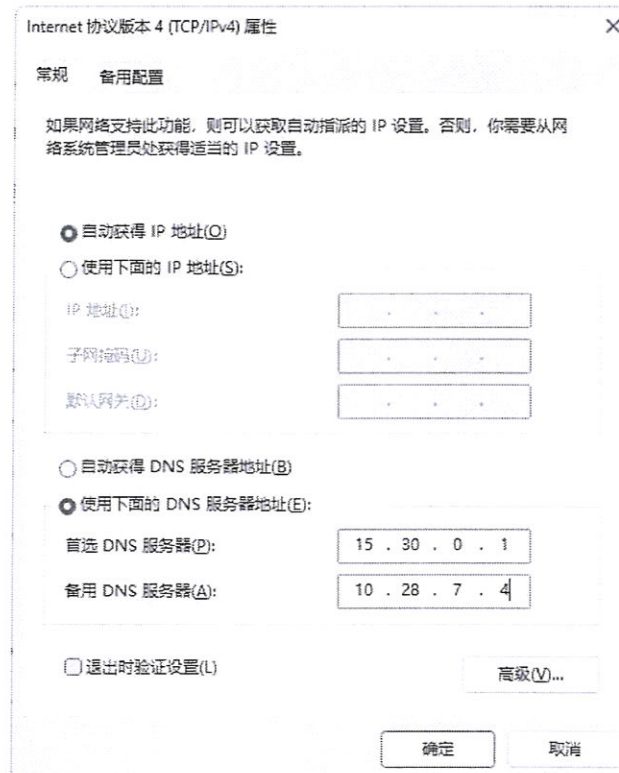 Internet 协议版本 4 (TCP/IPv4) 属性
常规 备用配置
如果网络支持此功能，则可以获取自动指派的 IP 设置。否则，你需要从网
络系统管理员处获得适当的 IP 设置。
自动获得 IP 地址(O)
使用下面的 IP 地址(S):
IP 地址(I):
子网掩码(U):
默认网关(D):
自动获得 DNS 服务器地址(B)
使用下面的 DNS 服务器地址(E):
首选 DNS 服务器(P): 15 . 30 . 0 . 1
备用 DNS 服务器(A): 10 . 28 . 7 . 4
退出时验证设置(L)
高级(V)...
确定 取消